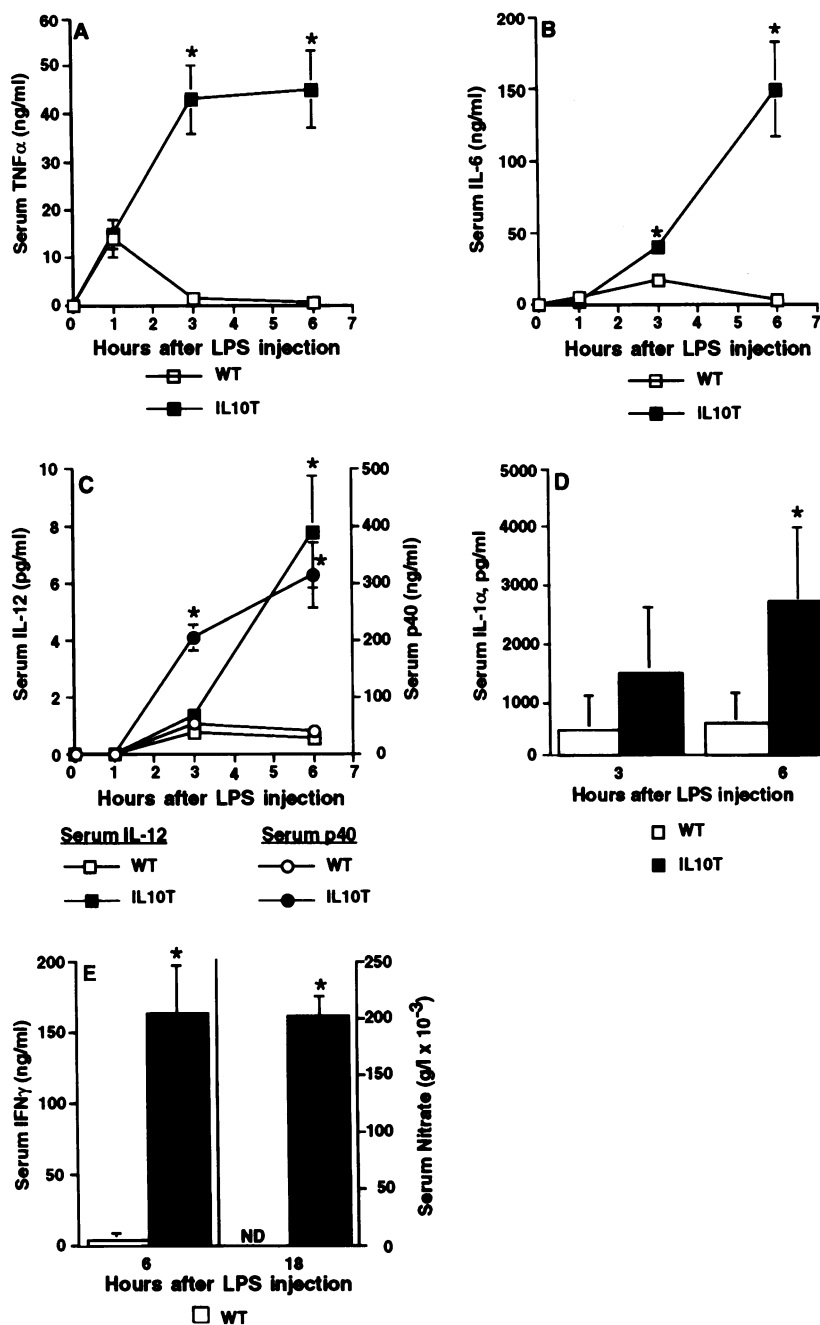 A
Serum TNFα (ng/ml)
60
50
40
30
20
10
0
* *
0 1 2 3 4 5 6 7
Hours after LPS injection
WT
IL10T
B
Serum IL-6 (ng/ml)
200
150
100
50
0
* *
0 1 2 3 4 5 6 7
Hours after LPS injection
WT
IL10T
C
Serum IL-12 (pg/ml)
10
8
6
4
2
0
* * *
Serum p40 (ng/ml)
500
400
300
200
100
0
0 1 2 3 4 5 6 7
Hours after LPS injection
Serum IL-12 Serum p40
WT WT
IL10T IL10T
D
Serum IL-1α, pg/ml
5000
4000
3000
2000
1000
0
*
3 6
Hours after LPS injection
WT
IL10T
E
Serum IFNγ (ng/ml)
200
150
100
50
0
* *
ND
Serum Nitrate (g/l x 10⁻³)
250
200
150
100
50
0
6 18
Hours after LPS injection
WT